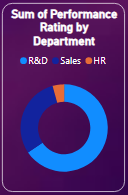 Sum of Performance
Rating by
Department
R&D Sales HR